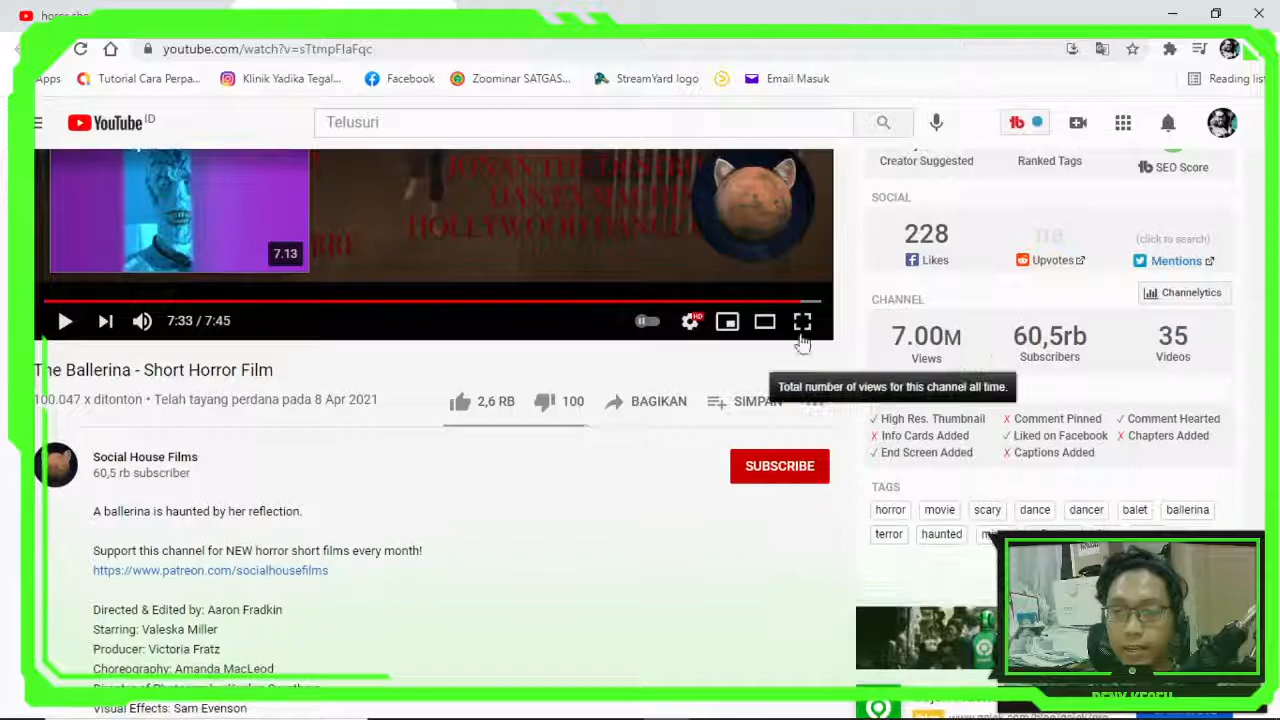 youtube.com/watch?v=sTtmpFlaFqc
Apps
Tutorial Cara Perpa...
Klinik Yadika Tegal...
Facebook
Zoominar SATGAS...
StreamYard logo
Email Masuk
Reading list
YouTube ID
Telusuri
tb
Creator Suggested
Ranked Tags
tb SEO Score
SOCIAL
228
Likes
na
Upvotes
(click to search)
Mentions
HOLLYWOOD DANCE
7.13
CHANNEL
Channelytics
7.00M
Views
60,5rb
Subscribers
35
Videos
7:33 / 7:45
HD
The Ballerina - Short Horror Film
100.047 x ditonton • Telah tayang perdana pada 8 Apr 2021
2,6 RB
100
BAGIKAN
SIMPAN
Total number of views for this channel all time.
✓ High Res. Thumbnail
X Comment Pinned
✓ Comment Hearted
X Info Cards Added
✓ Liked on Facebook
X Chapters Added
✓ End Screen Added
X Captions Added
Social House Films
60,5 rb subscriber
SUBSCRIBE
TAGS
horror
movie
scary
dance
dancer
balet
ballerina
terror
haunted
A ballerina is haunted by her reflection.
Support this channel for NEW horror short films every month!
https://www.patreon.com/socialhousefilms
Directed & Edited by: Aaron Fradkin
Starring: Valeska Miller
Producer: Victoria Fratz
Choreography: Amanda MacLeod
Visual Effects: Sam Evenson